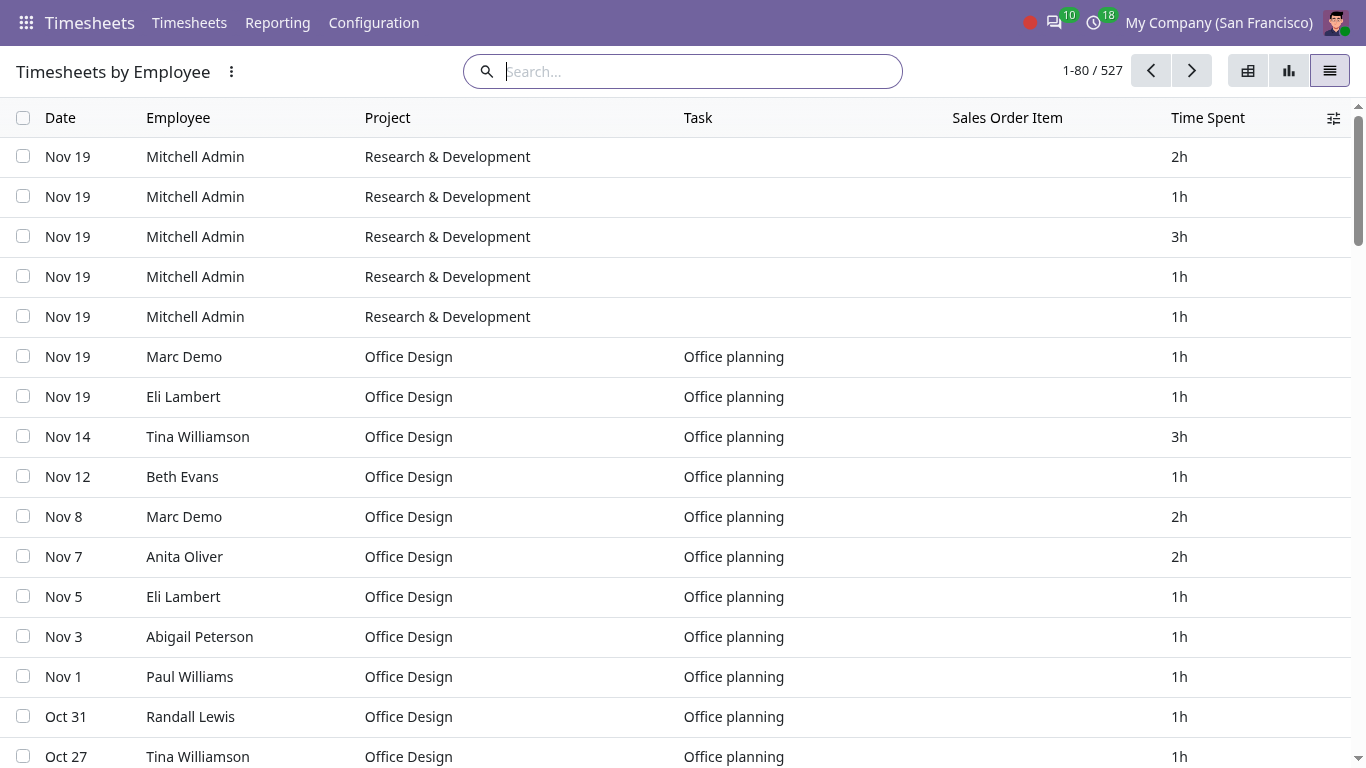 Timesheets Timesheets Reporting Configuration 10 18 My Company (San Francisco)
Timesheets by Employee Search... 1-80 / 527
Date Employee Project Task Sales Order Item Time Spent
Nov 19 Mitchell Admin Research & Development 2h
Nov 19 Mitchell Admin Research & Development 1h
Nov 19 Mitchell Admin Research & Development 3h
Nov 19 Mitchell Admin Research & Development 1h
Nov 19 Mitchell Admin Research & Development 1h
Nov 19 Marc Demo Office Design Office planning 1h
Nov 19 Eli Lambert Office Design Office planning 1h
Nov 14 Tina Williamson Office Design Office planning 3h
Nov 12 Beth Evans Office Design Office planning 1h
Nov 8 Marc Demo Office Design Office planning 2h
Nov 7 Anita Oliver Office Design Office planning 2h
Nov 5 Eli Lambert Office Design Office planning 1h
Nov 3 Abigail Peterson Office Design Office planning 1h
Nov 1 Paul Williams Office Design Office planning 1h
Oct 31 Randall Lewis Office Design Office planning 1h
Oct 27 Tina Williamson Office Design Office planning 1h